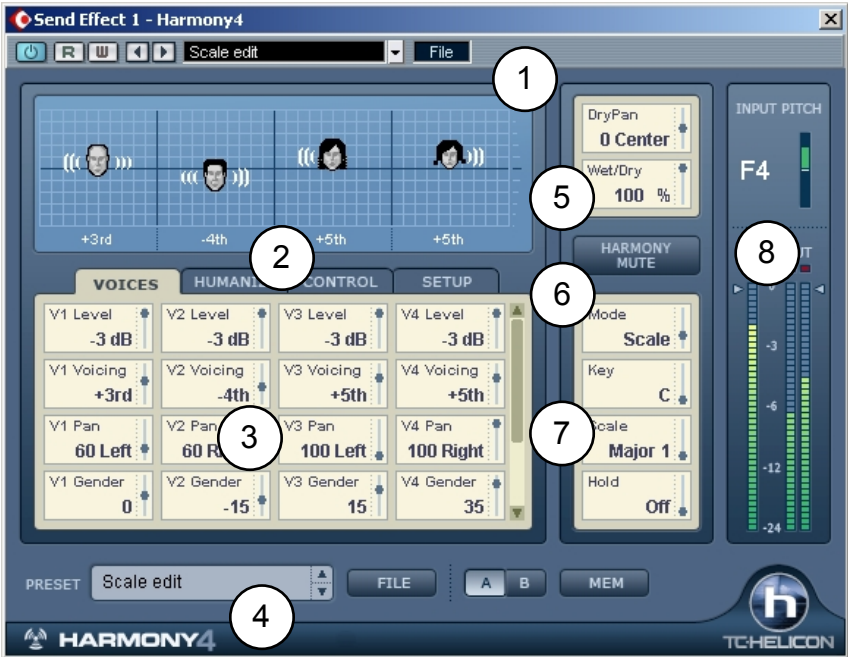 Send Effect 1 - Harmony4
R W Scale edit File
1
DryPan
0 Center
Wet/Dry
100 %
5
INPUT PITCH
F4
+3rd -4th +5th +5th
2
HARMONY
MUTE
8
VOICES CONTROL SETUP
6
V1 Level V2 Level V3 Level V4 Level
-3 dB -3 dB -3 dB -3 dB
V1 Voicing V2 Voicing V3 Voicing V4 Voicing
+3rd -4th +5th +5th
V1 Pan V2 Pan V3 Pan V4 Pan
60 Left 60 100 Left 100 Right
3
V1 Gender V2 Gender V3 Gender V4 Gender
0 -15 15 35
Mode
Scale
Key
C
7
Scale
Major 1
Hold
Off
-3
-6
-12
-24
PRESET Scale edit FILE A B MEM
4
HARMONY4
h
TC·HELICON